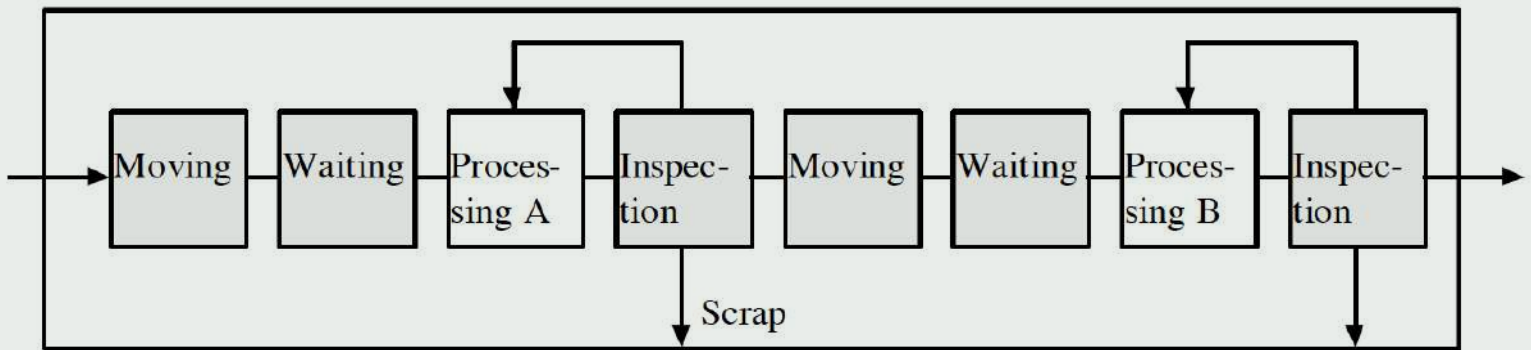 Moving
Waiting
Proces-
sing A
Inspec-
tion
Moving
Waiting
Proces-
sing B
Inspec-
tion
Scrap